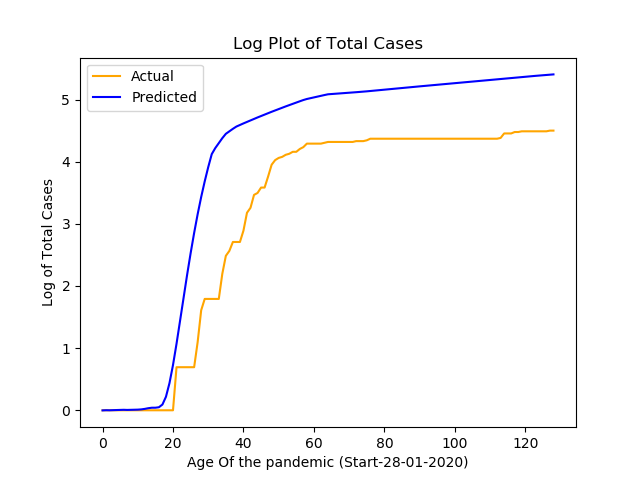 Log Plot of Total Cases
Actual
Predicted
5
4
3
2
1
0
Log of Total Cases
0 20 40 60 80 100 120
Age Of the pandemic (Start-28-01-2020)